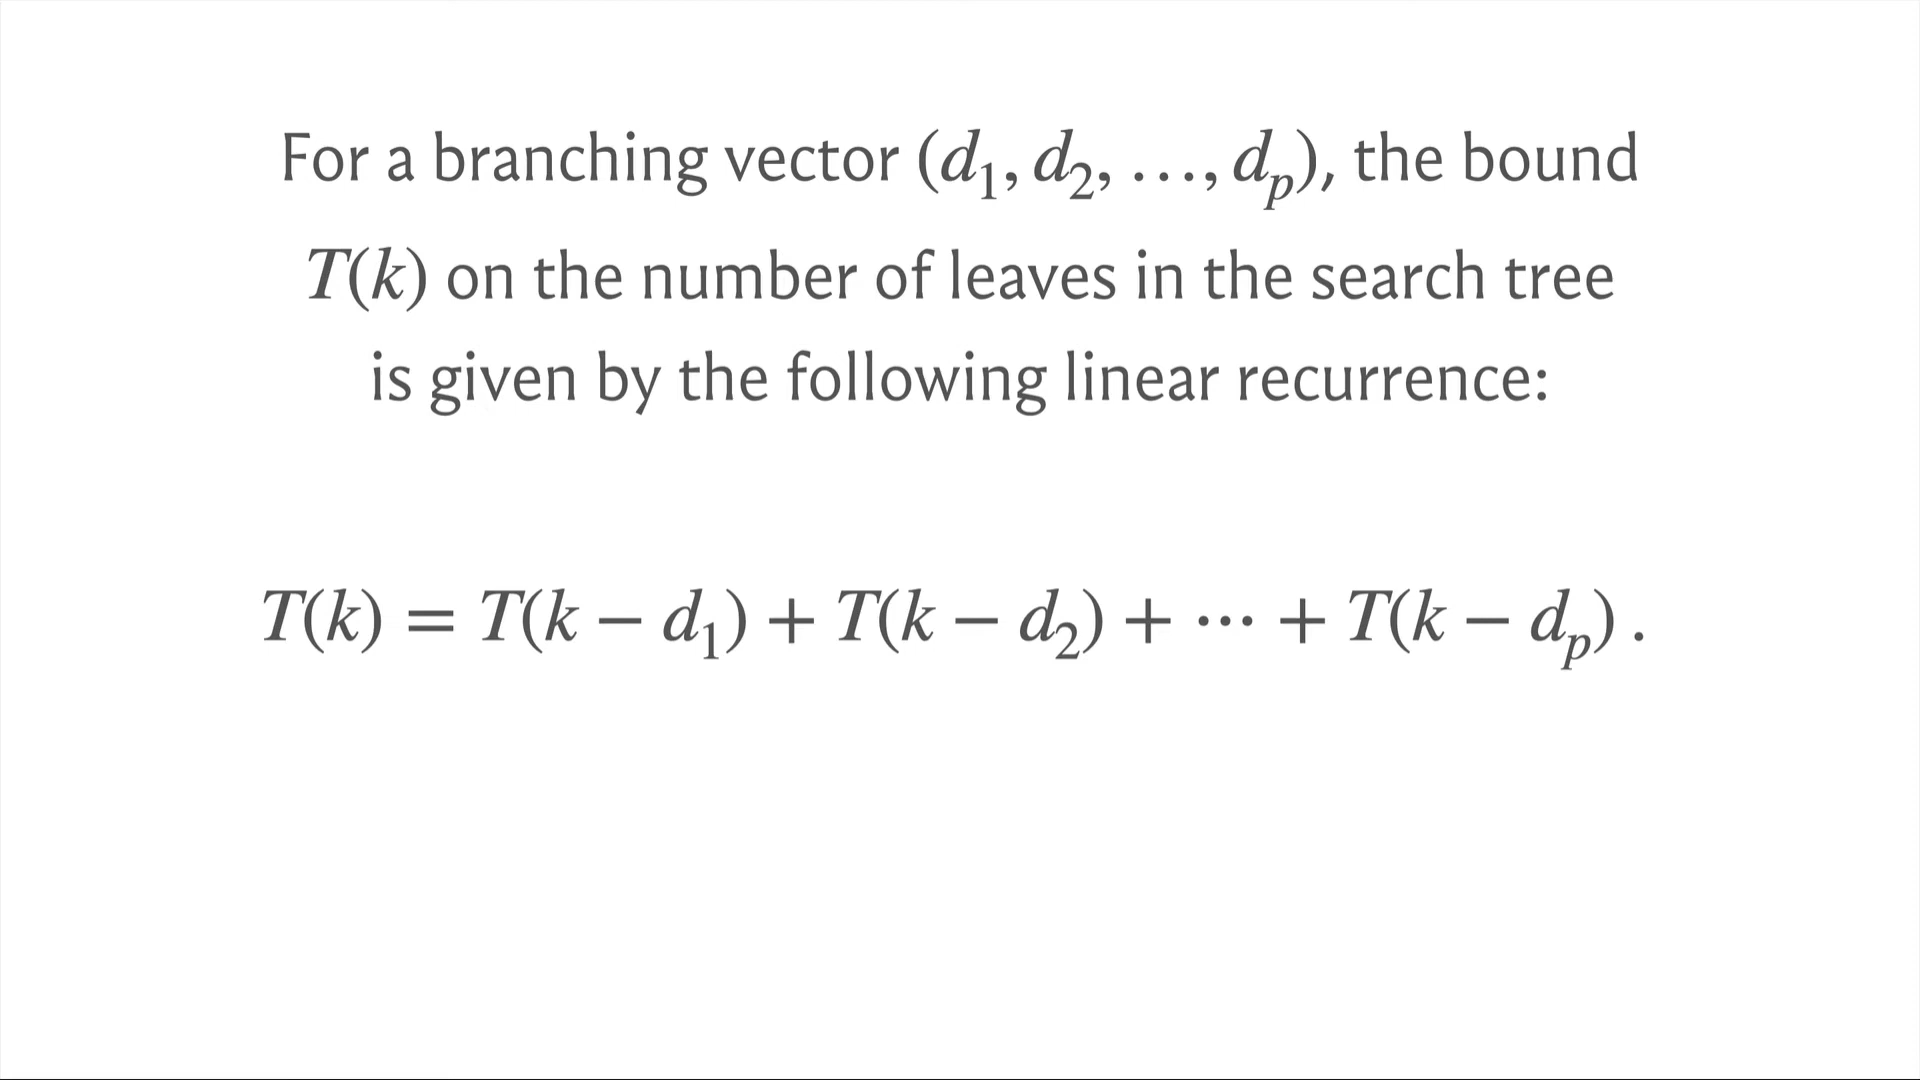 For a branching vector (d₁, d₂, …, dₚ), the bound
T(k) on the number of leaves in the search tree
is given by the following linear recurrence:
T(k) = T(k − d₁) + T(k − d₂) + ⋯ + T(k − dₚ) .